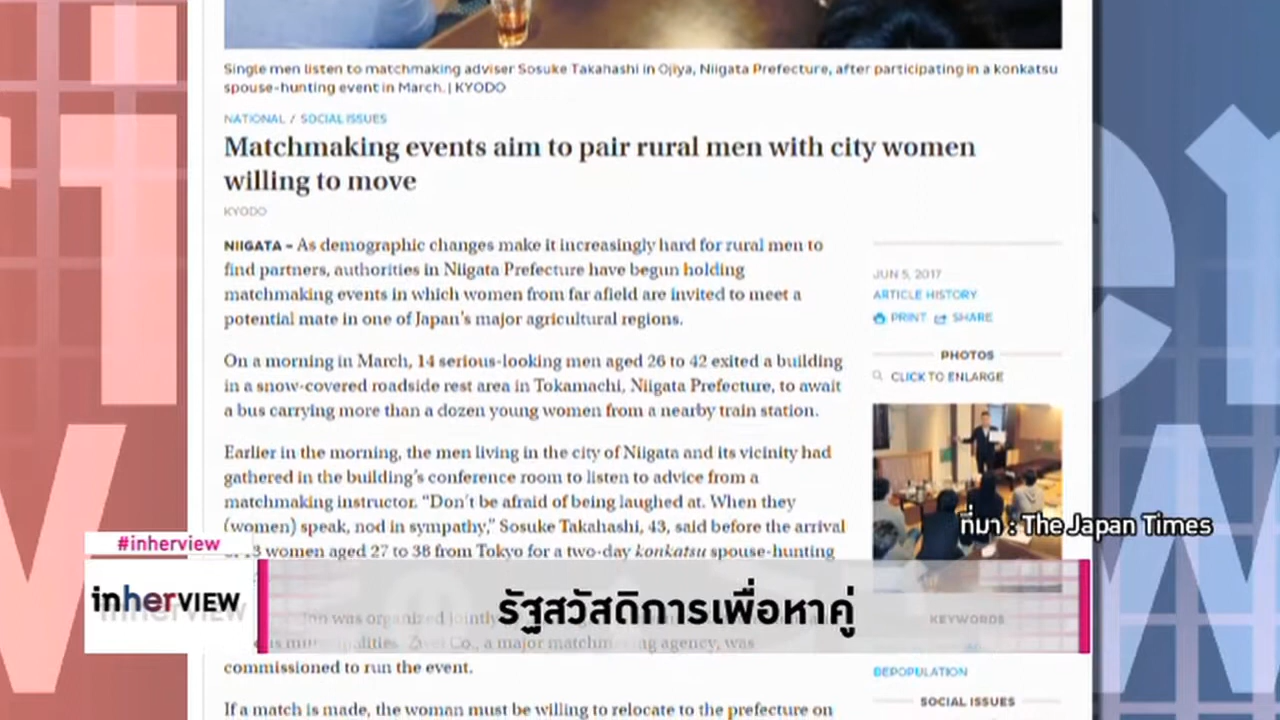 Single men listen to matchmaking adviser Sosuke Takahashi in Ojiya, Niigata Prefecture, after participating in a konkatsu
spouse-hunting event in March. | KYODO
NATIONAL / SOCIAL ISSUES
Matchmaking events aim to pair rural men with city women
willing to move
KYODO
NIIGATA – As demographic changes make it increasingly hard for rural men to
find partners, authorities in Niigata Prefecture have begun holding
matchmaking events in which women from far afield are invited to meet a
potential mate in one of Japan's major agricultural regions.
On a morning in March, 14 serious-looking men aged 26 to 42 exited a building
in a snow-covered roadside rest area in Tokamachi, Niigata Prefecture, to await
a bus carrying more than a dozen young women from a nearby train station.
Earlier in the morning, the men living in the city of Niigata and its vicinity had
gathered in the building's conference room to listen to advice from a
matchmaking instructor. “Don't be afraid of being laughed at. When they
(women) speak, nod in sympathy,” Sosuke Takahashi, 43, said before the arrival
women aged 27 to 38 from Tokyo for a two-day konkatsu spouse-hunting
was organized jointly
Co., a major matchmaking agency, was
commissioned to run the event.
If a match is made, the woman must be willing to relocate to the prefecture on
JUN 5, 2017
ARTICLE HISTORY
PRINT SHARE
PHOTOS
CLICK TO ENLARGE
ที่มา : The Japan Times
KEYWORDS
DEPOPULATION
SOCIAL ISSUES
#inherview
inherVIEW
รัฐสวัสดิการเพื่อหาคู่